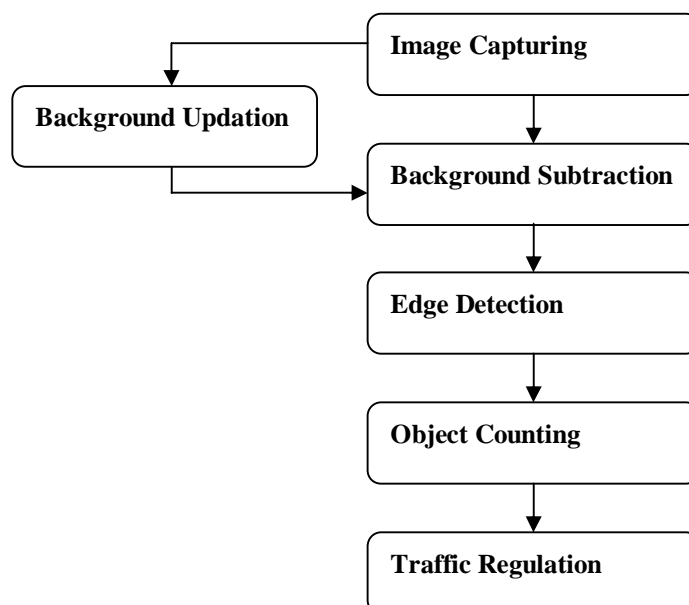 Image Capturing
Background Updation
Background Subtraction
Edge Detection
Object Counting
Traffic Regulation